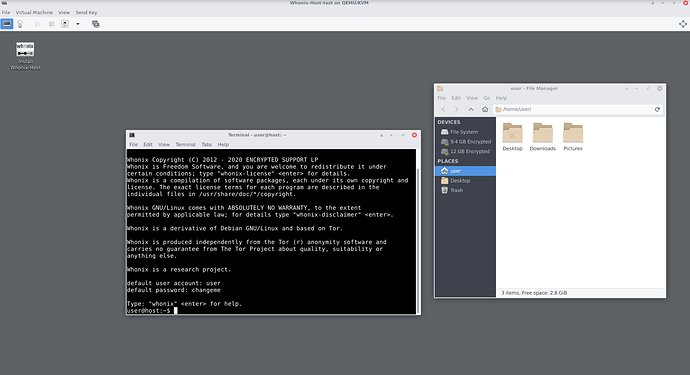 Whonix-Host-test on QEMU/KVM
File Virtual Machine View Send Key
whonix
Install
Whonix-Host
Terminal - user@host: ~
File Edit View Terminal Tabs Help
Whonix Copyright (C) 2012 - 2020 ENCRYPTED SUPPORT LP
Whonix is Freedom Software, and you are welcome to redistribute it under
certain conditions; type "whonix-license" <enter> for details.
Whonix is a compilation of software packages, each under its own copyright and
license. The exact license terms for each program are described in the
individual files in /usr/share/doc/*/copyright.
Whonix GNU/Linux comes with ABSOLUTELY NO WARRANTY, to the extent
permitted by applicable law; for details type "whonix-disclaimer" <enter>.
Whonix is a derivative of Debian GNU/Linux and based on Tor.
Whonix is produced independently from the Tor (r) anonymity software and
carries no guarantee from The Tor Project about quality, suitability or
anything else.
Whonix is a research project.
default user account: user
default password: changeme
Type: "whonix" <enter> for help.
user@host:~$
user - File Manager
File Edit View Go Help
/home/user/
DEVICES
File System
9.4 GB Encrypted
12 GB Encrypted
PLACES
user
Desktop
Trash
Desktop Downloads Pictures
3 items, Free space: 2.8 GiB